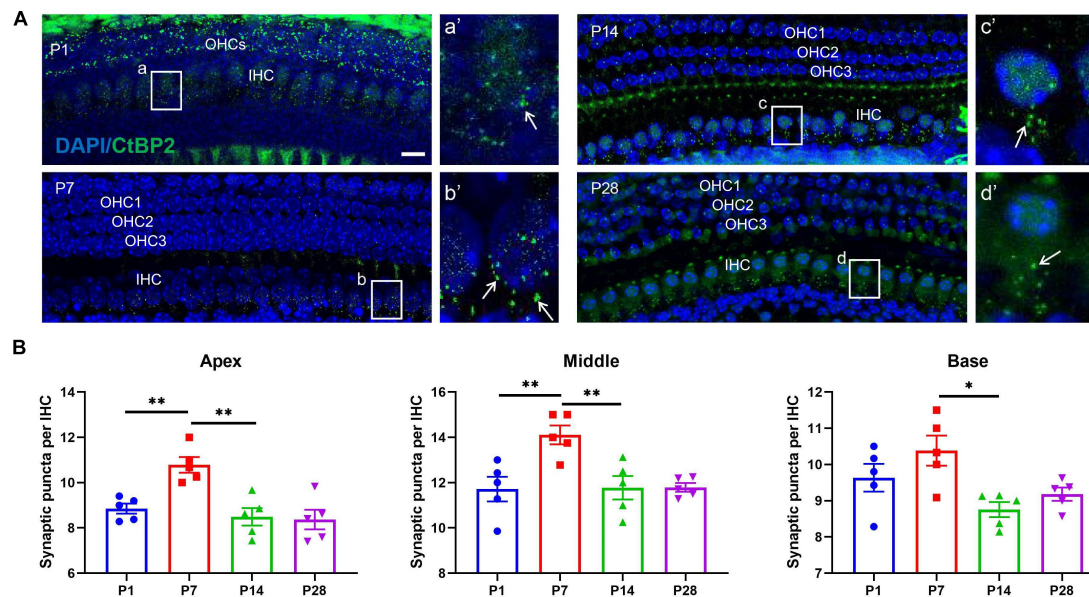 A
P1
OHCs
a
IHC
DAPI/CtBP2
a'
P14
OHC1
OHC2
OHC3
c
IHC
c'
P7
OHC1
OHC2
OHC3
IHC
b
b'
P28
OHC1
OHC2
OHC3
IHC
d
d'
B
Apex
Synaptic puncta per IHC
14
12
10
8
6
** **
P1 P7 P14 P28
Middle
Synaptic puncta per IHC
16
14
12
10
8
6
** **
P1 P7 P14 P28
Base
Synaptic puncta per IHC
12
11
10
9
8
7
*
P1 P7 P14 P28